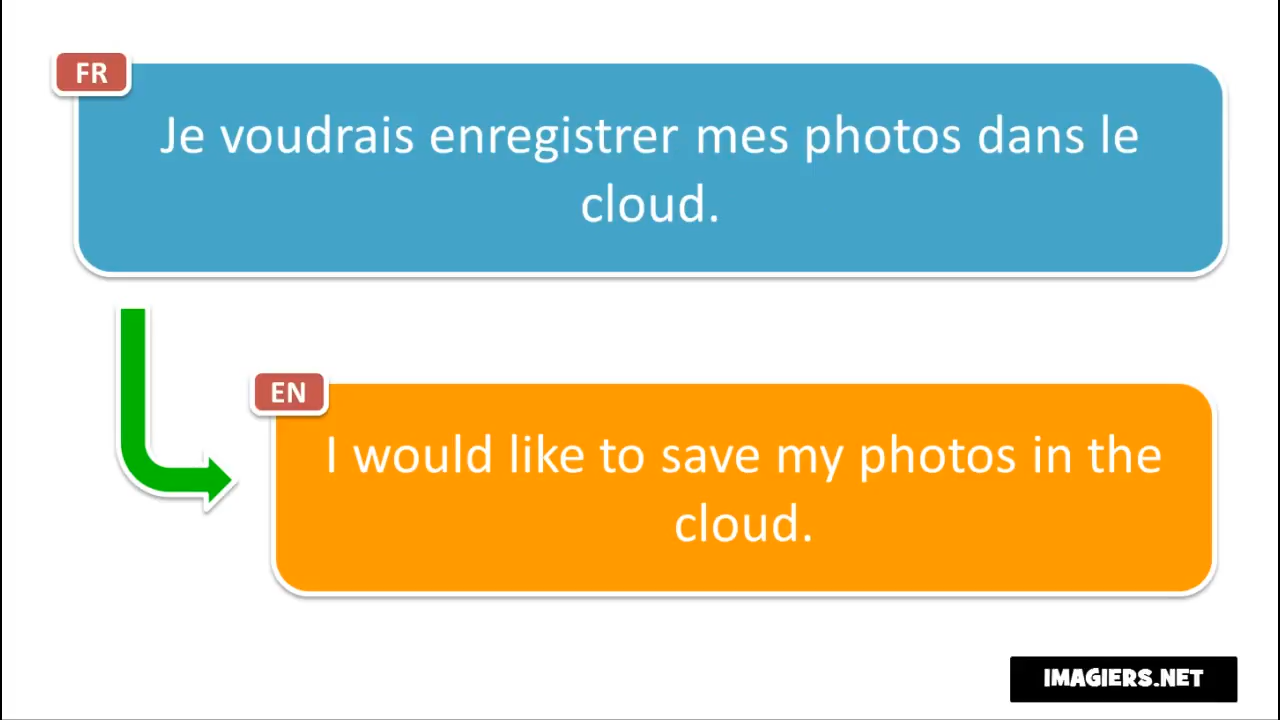 FR
Je voudrais enregistrer mes photos dans le
cloud.
EN
I would like to save my photos in the
cloud.
IMAGIERS.NET